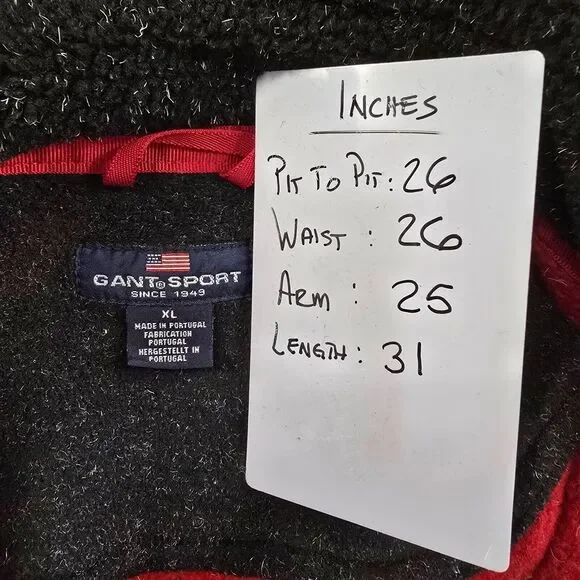 INCHES
PIT TO PIT: 26
WAIST : 26
ARM : 25
LENGTH: 31
GANT® SPORT
SINCE 1949
XL
MADE IN PORTUGAL
FABRICATION
PORTUGAL
HERGESTELLT IN
PORTUGAL